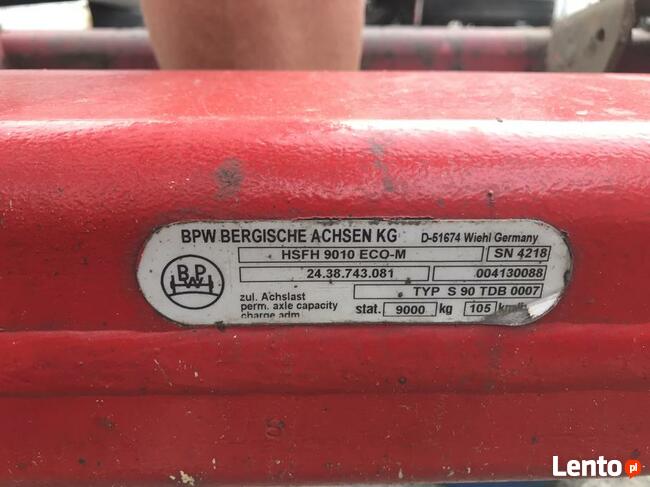 BPW BERGISCHE ACHSEN KG D-51674 Wiehl Germany
HSFH 9010 ECO-M SN 4218
BPW
24.38.743.081 004130088
TYP S 90 TDB 0007
zul. Achslast
perm. axle capacity
charge adm. stat. 9000 kg 105 km/h
Lento.pl